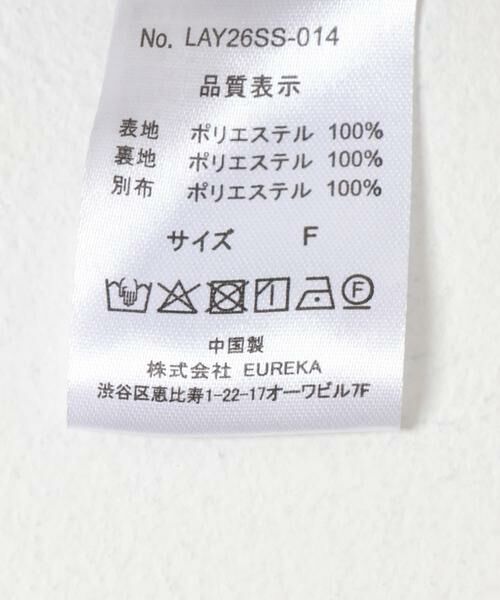 No. LAY26SS-014
品質表示
表地 ポリエステル 100%
裏地 ポリエステル 100%
別布 ポリエステル 100%
サイズ F
F
中国製
株式会社 EUREKA
渋谷区恵比寿1-22-17オーワビル7F